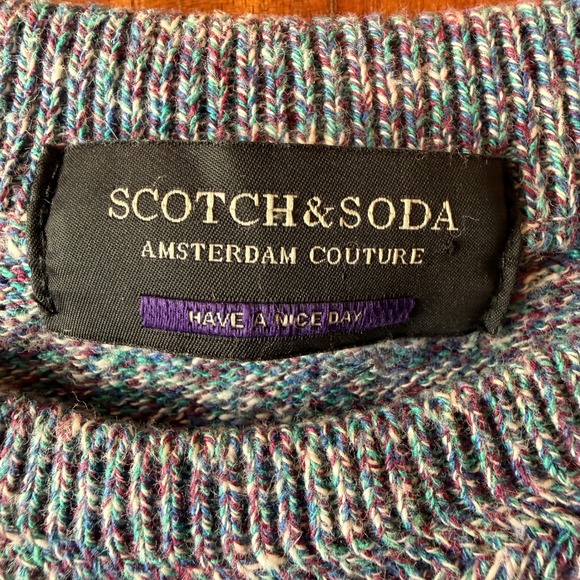 SCOTCH&SODA
AMSTERDAM COUTURE
HAVE A NICE DAY